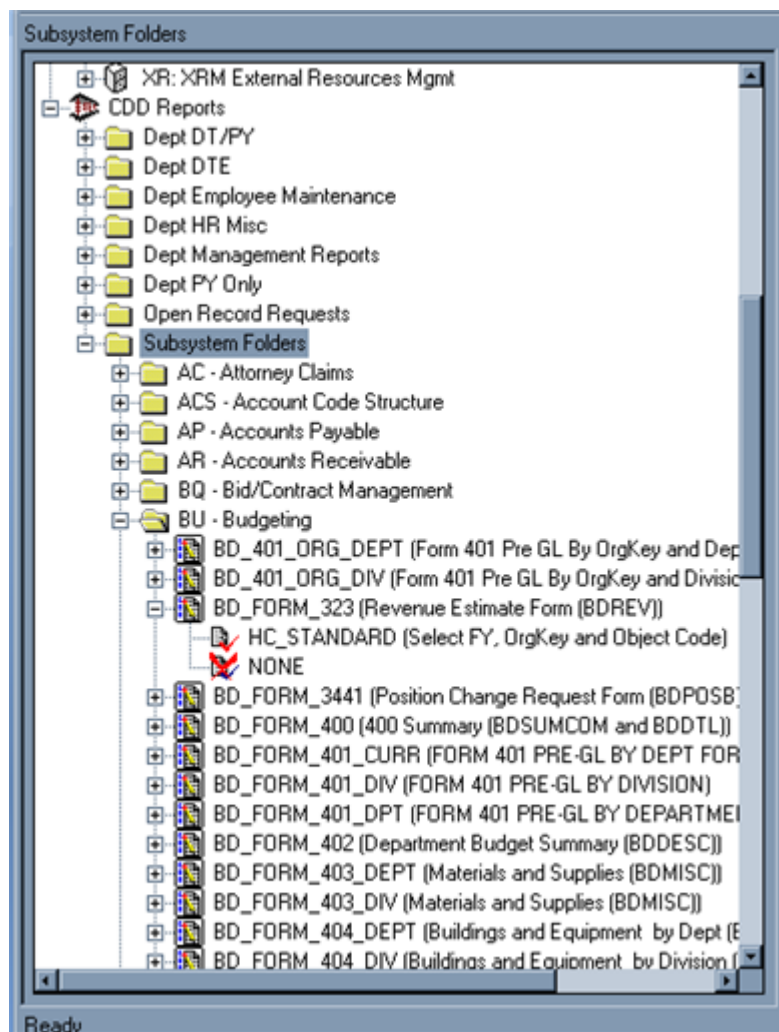 Subsystem Folders
XR: XRM External Resources Mgmt
CDD Reports
Dept DT/PY
Dept DTE
Dept Employee Maintenance
Dept HR Misc
Dept Management Reports
Dept PY Only
Open Record Requests
Subsystem Folders
AC - Attorney Claims
ACS - Account Code Structure
AP - Accounts Payable
AR - Accounts Receivable
BQ - Bid/Contract Management
BU - Budgeting
BD_401_ORG_DEPT (Form 401 Pre GL By OrgKey and Dep
BD_401_ORG_DIV (Form 401 Pre GL By OrgKey and Divisic
BD_FORM_323 (Revenue Estimate Form (BDREV))
HC_STANDARD (Select FY, OrgKey and Object Code)
NONE
BD_FORM_3441 (Position Change Request Form (BDPOSB)
BD_FORM_400 (400 Summary (BDSUMCOM and BDDTL))
BD_FORM_401_CURR (FORM 401 PRE-GL BY DEPT FOR
BD_FORM_401_DIV (FORM 401 PRE-GL BY DIVISION)
BD_FORM_401_DPT (FORM 401 PRE-GL BY DEPARTMEI
BD_FORM_402 (Department Budget Summary (BDDESC))
BD_FORM_403_DEPT (Materials and Supplies (BDMISC))
BD_FORM_403_DIV (Materials and Supplies (BDMISC))
BD_FORM_404_DEPT (Buildings and Equipment by Dept (E
BD_FORM_404_DIV (Buildings and Equipment by Division (
Ready